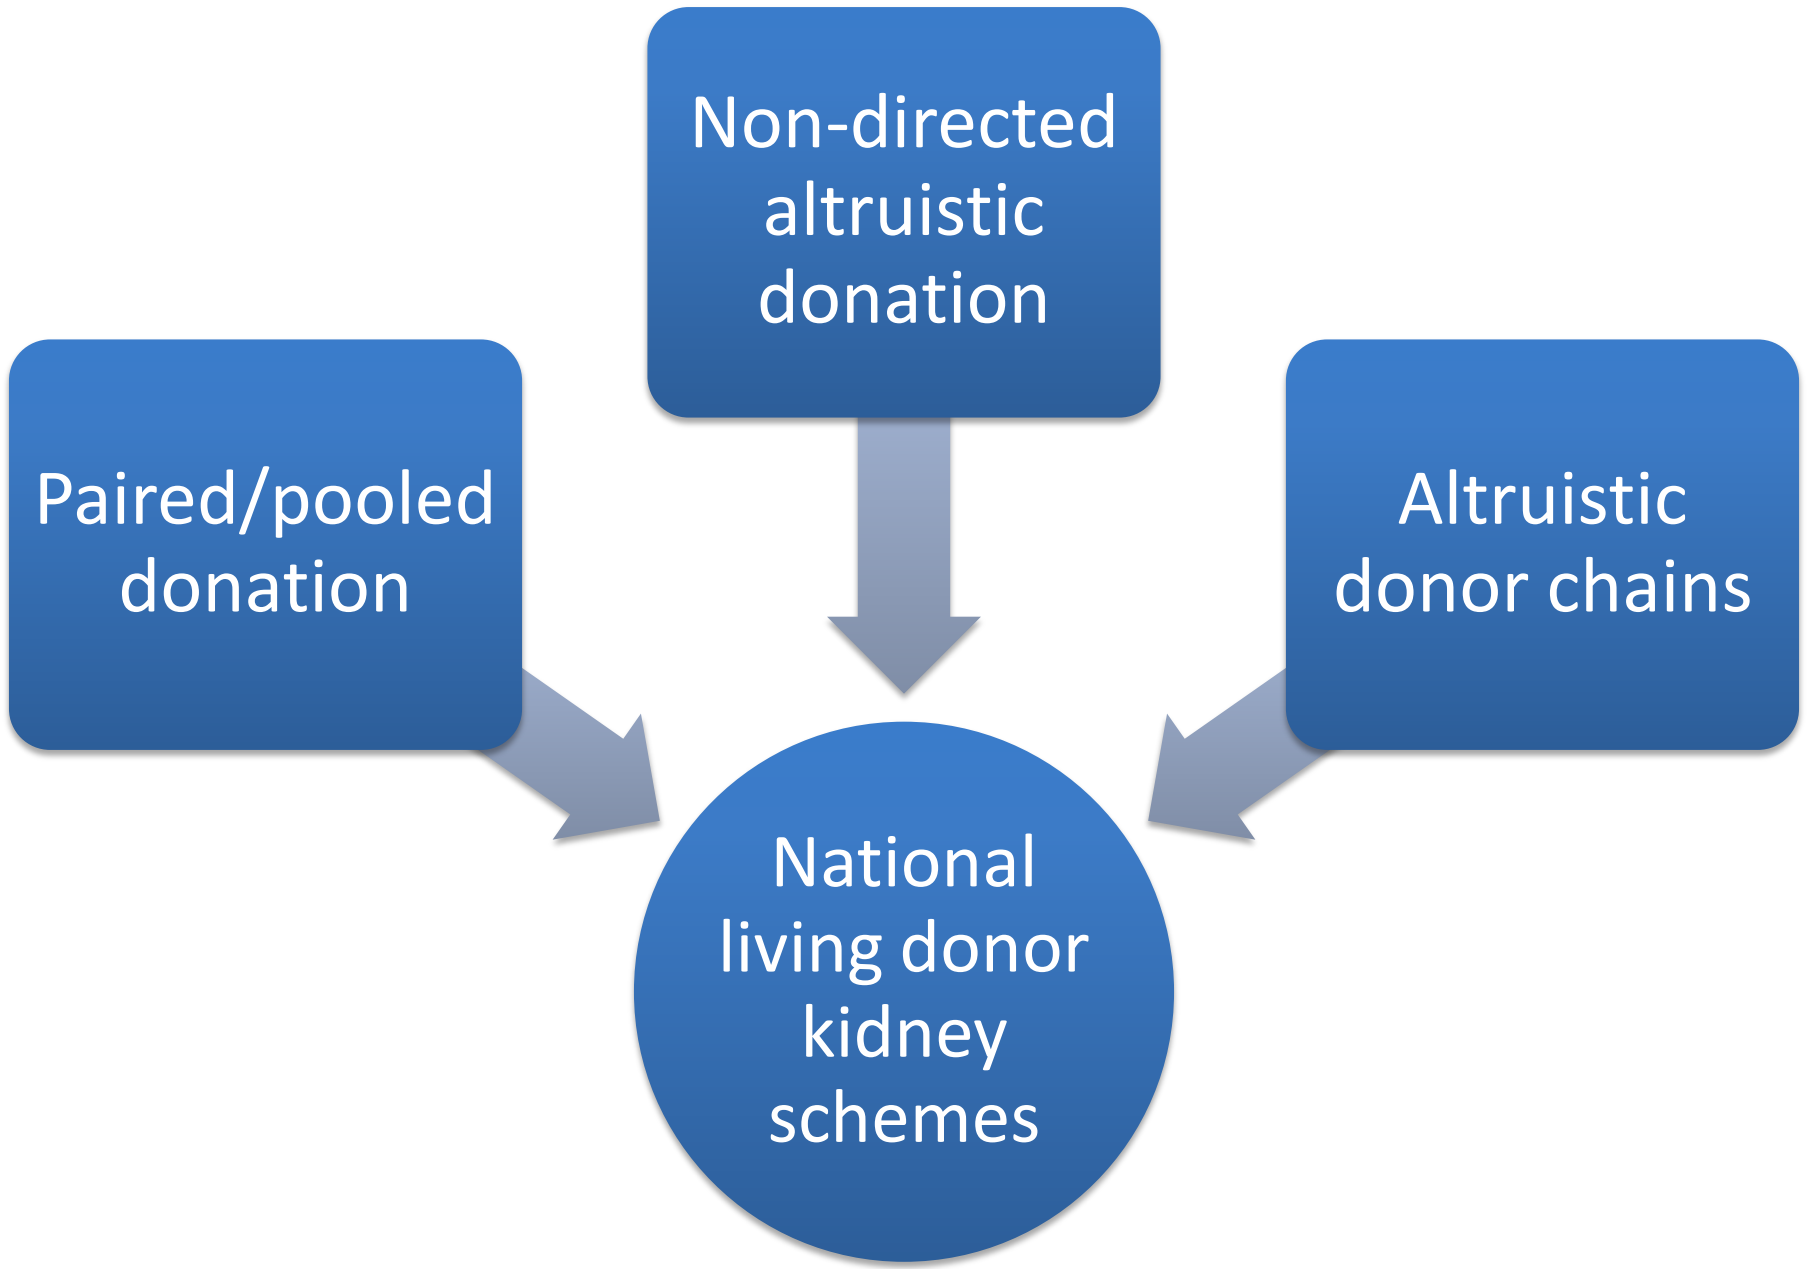 Non-directed
altruistic
donation
Paired/pooled
donation
Altruistic
donor chains
National
living donor
kidney
schemes